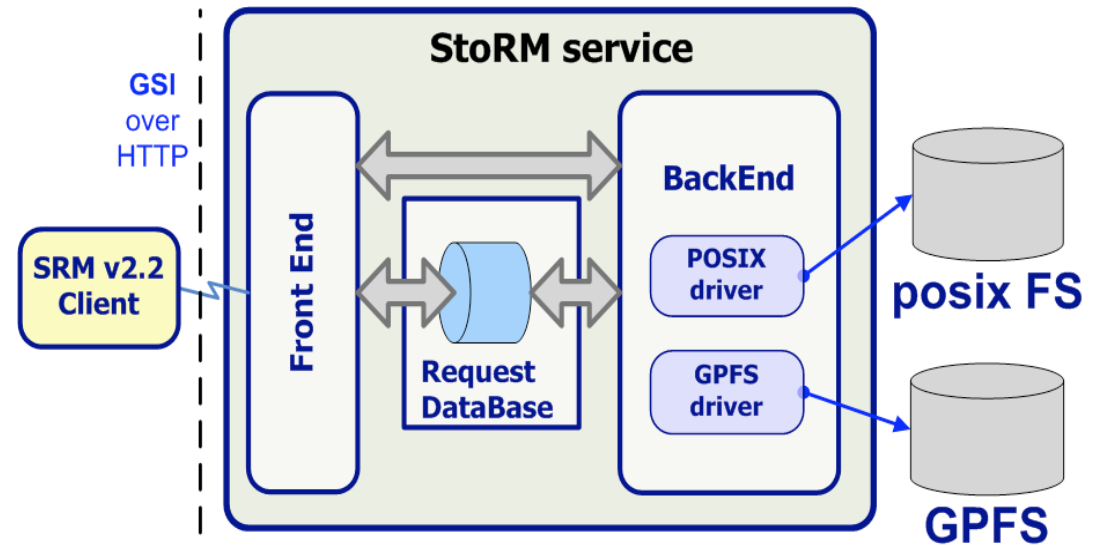 StoRM service
GSI
over
HTTP
SRM v2.2
Client
Front End
Request
DataBase
BackEnd
POSIX
driver
GPFS
driver
posix FS
GPFS